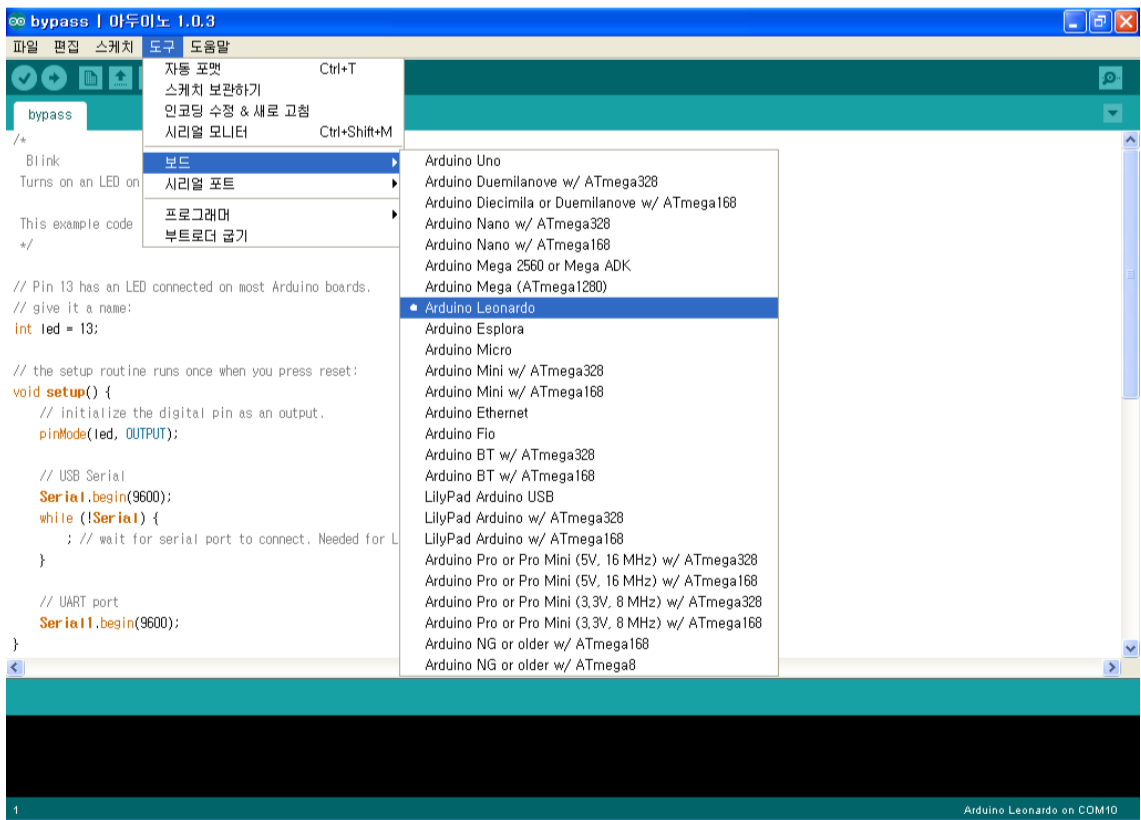 bypass | 아두이노 1.0.3
파일 편집 스케치 도구 도움말
자동 포맷 Ctrl+T
스케치 보관하기
인코딩 수정 & 새로 고침
시리얼 모니터 Ctrl+Shift+M
보드
시리얼 포트
프로그래머
부트로더 굽기
Arduino Uno
Arduino Duemilanove w/ ATmega328
Arduino Diecimila or Duemilanove w/ ATmega168
Arduino Nano w/ ATmega328
Arduino Nano w/ ATmega168
Arduino Mega 2560 or Mega ADK
Arduino Mega (ATmega1280)
Arduino Leonardo
Arduino Esplora
Arduino Micro
Arduino Mini w/ ATmega328
Arduino Mini w/ ATmega168
Arduino Ethernet
Arduino Fio
Arduino BT w/ ATmega328
Arduino BT w/ ATmega168
LilyPad Arduino USB
LilyPad Arduino w/ ATmega328
LilyPad Arduino w/ ATmega168
Arduino Pro or Pro Mini (5V, 16 MHz) w/ ATmega328
Arduino Pro or Pro Mini (5V, 16 MHz) w/ ATmega168
Arduino Pro or Pro Mini (3,3V, 8 MHz) w/ ATmega328
Arduino Pro or Pro Mini (3,3V, 8 MHz) w/ ATmega168
Arduino NG or older w/ ATmega168
Arduino NG or older w/ ATmega8
bypass
/*
Blink
Turns on an LED on
This example code
*/
// Pin 13 has an LED connected on most Arduino boards.
// give it a name:
int led = 13;
// the setup routine runs once when you press reset:
void setup() {
// initialize the digital pin as an output.
pinMode(led, OUTPUT);
// USB Serial
Serial.begin(9600);
while (!Serial) {
; // wait for serial port to connect. Needed for L
}
// UART port
Serial1.begin(9600);
}
1
Arduino Leonardo on COM10